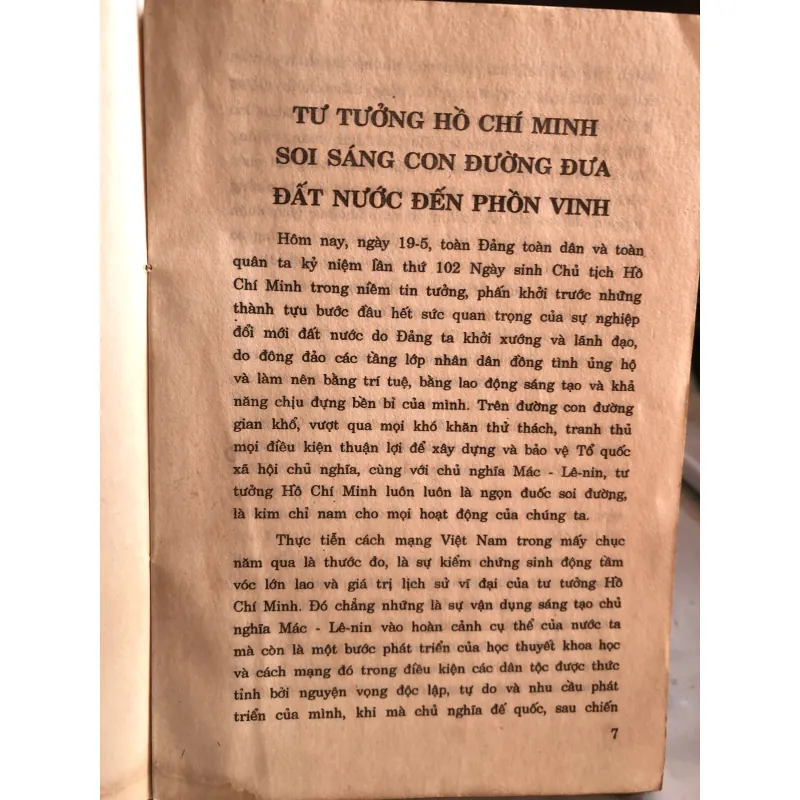 TƯ TƯỞNG HỒ CHÍ MINH
SOI SÁNG CON ĐƯỜNG ĐƯA
ĐẤT NƯỚC ĐẾN PHỒN VINH
Hôm nay, ngày 19-5, toàn Đảng toàn dân và toàn
quân ta kỷ niệm lần thứ 102 Ngày sinh Chủ tịch Hồ
Chí Minh trong niềm tin tưởng, phấn khởi trước những
thành tựu bước đầu hết sức quan trọng của sự nghiệp
đổi mới đất nước do Đảng ta khởi xướng và lãnh đạo,
do đông đảo các tầng lớp nhân dân đồng tình ủng hộ
và làm nên bằng trí tuệ, bằng lao động sáng tạo và khả
năng chịu đựng bền bỉ của mình. Trên đường con đường
gian khổ, vượt qua mọi khó khăn thử thách, tranh thủ
mọi điều kiện thuận lợi để xây dựng và bảo vệ Tổ quốc
xã hội chủ nghĩa, cùng với chủ nghĩa Mác - Lê-nin, tư
tưởng Hồ Chí Minh luôn luôn là ngọn đuốc soi đường,
là kim chỉ nam cho mọi hoạt động của chúng ta.
Thực tiễn cách mạng Việt Nam trong mấy chục
năm qua là thước đo, là sự kiểm chứng sinh động tầm
vóc lớn lao và giá trị lịch sử vĩ đại của tư tưởng Hồ
Chí Minh. Đó chẳng những là sự vận dụng sáng tạo chủ
nghĩa Mác - Lê-nin vào hoàn cảnh cụ thể của nước ta
mà còn là một bước phát triển của học thuyết khoa học
và cách mạng đó trong điều kiện các dân tộc được thức
tỉnh bởi nguyện vọng độc lập, tự do và nhu cầu phát
triển của mình, khi mà chủ nghĩa đế quốc, sau chiến
7